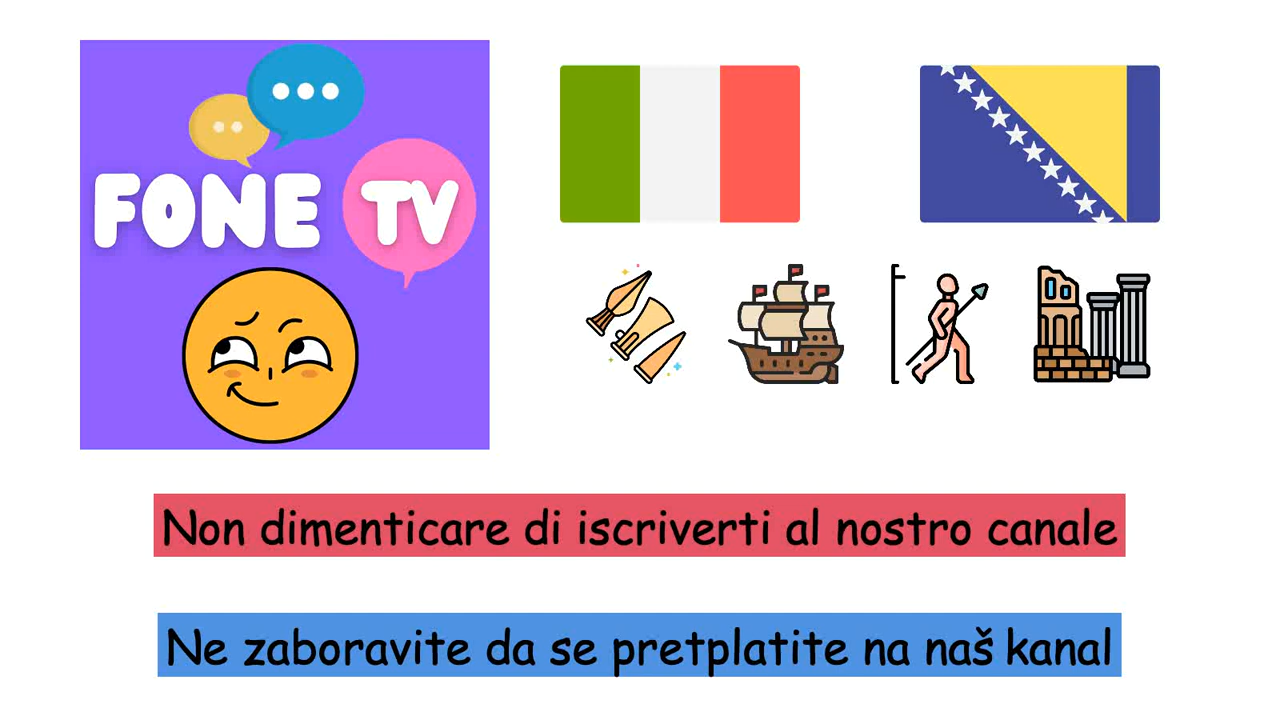 FONE TV
Non dimenticare di iscriverti al nostro canale
Ne zaboravite da se pretplatite na naš kanal